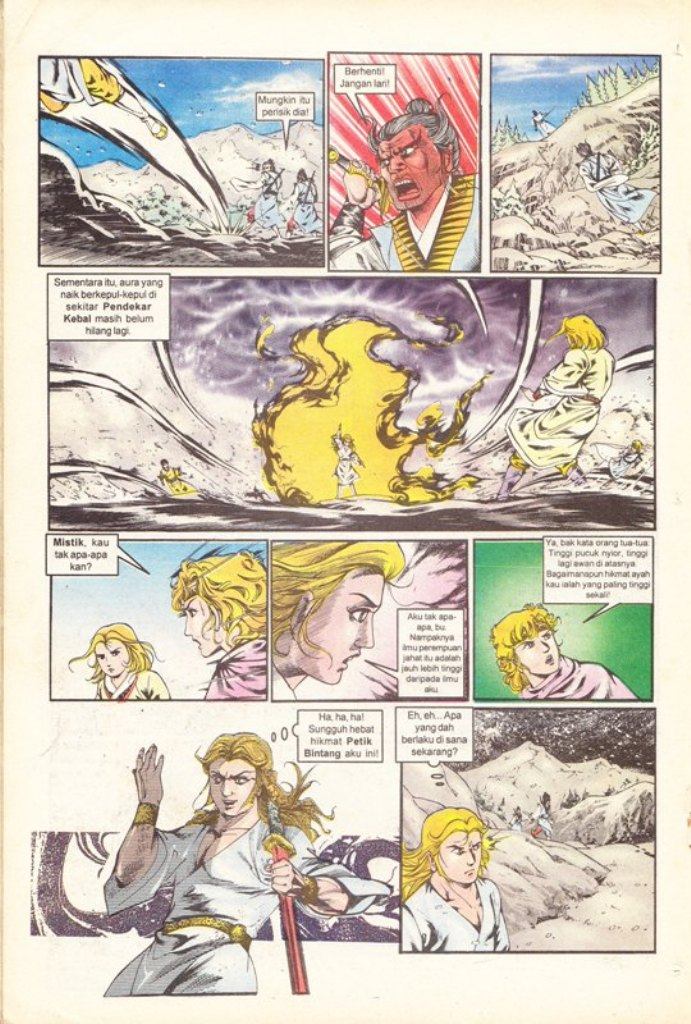 Mungkin itu
perisik dia!
Berhenti!
Jangan lari!
Sementara itu, aura yang
naik berkepul-kepul di
sekitar Pendekar
Kebal masih belum
hilang lagi.
Mistik, kau
tak apa-apa
kan?
Aku tak apa-
apa, bu.
Nampaknya
ilmu perempuan
jahat itu adalah
jauh lebih tinggi
daripada ilmu
aku.
Ya, bak kata orang tua-tua:
Tinggi pucuk nyior, tinggi
lagi awan di atasnya.
Bagaimanapun hikmat ayah
kau ialah yang paling tinggi
sekali!
Ha, ha, ha!
Sungguh hebat
hikmat Petik
Bintang aku ini!
Eh, eh... Apa
yang dah
berlaku di sana
sekarang?